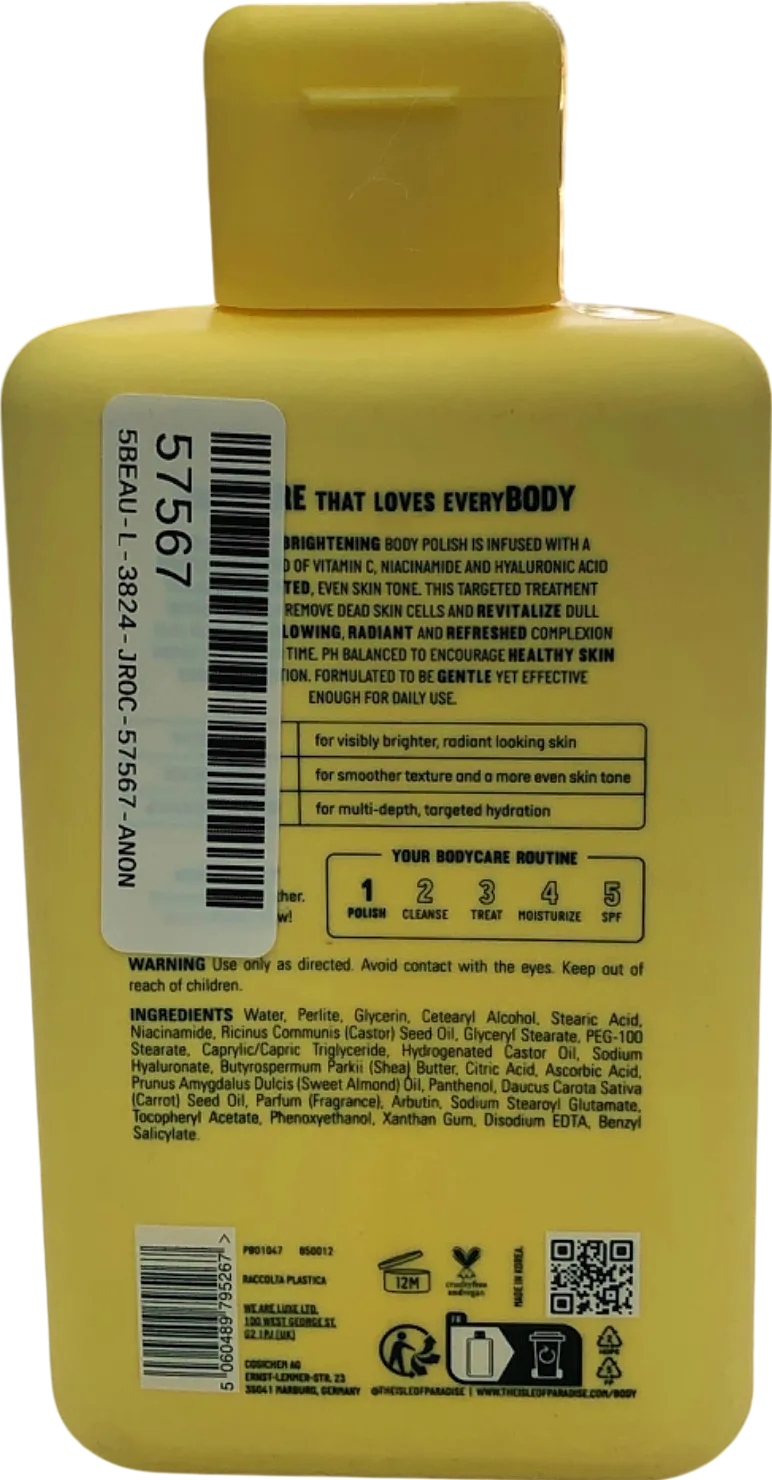 57567
5BEAU-L-3824-JR0C-57567-ANON
RE THAT LOVES EVERYBODY
BRIGHTENING BODY POLISH IS INFUSED WITH A
D OF VITAMIN C, NIACINAMIDE AND HYALURONIC ACID
TED, EVEN SKIN TONE. THIS TARGETED TREATMENT
REMOVE DEAD SKIN CELLS AND REVITALIZE DULL
LOWING, RADIANT AND REFRESHED COMPLEXION
TIME. PH BALANCED TO ENCOURAGE HEALTHY SKIN
TION. FORMULATED TO BE GENTLE YET EFFECTIVE
ENOUGH FOR DAILY USE.
for visibly brighter, radiant looking skin
for smoother texture and a more even skin tone
for multi-depth, targeted hydration
YOUR BODYCARE ROUTINE
1 2 3 4 5
POLISH CLEANSE TREAT MOISTURIZE SPF
ther.
w!
WARNING Use only as directed. Avoid contact with the eyes. Keep out of
reach of children.
INGREDIENTS Water, Perlite, Glycerin, Cetearyl Alcohol, Stearic Acid,
Niacinamide, Ricinus Communis (Castor) Seed Oil, Glyceryl Stearate, PEG-100
Stearate, Caprylic/Capric Triglyceride, Hydrogenated Castor Oil, Sodium
Hyaluronate, Butyrospermum Parkii (Shea) Butter, Citric Acid, Ascorbic Acid,
Prunus Amygdalus Dulcis (Sweet Almond) Oil, Panthenol, Daucus Carota Sativa
(Carrot) Seed Oil, Parfum (Fragrance), Arbutin, Sodium Stearoyl Glutamate,
Tocopheryl Acetate, Phenoxyethanol, Xanthan Gum, Disodium EDTA, Benzyl
Salicylate.
5 060489 795267 >
PB01047 850012
RACCOLTA PLASTICA
WE ARE LUXE LTD.
100 WEST GEORGE ST.
G2 1PJ (UK)
COSICHEM AG
ERNST-LEMMER-STR. 23
35041 MARBURG, GERMANY
12M
crueltyfree
andvegan
MADE IN KOREA
FR
2
HDPE
5
PP
@THEISLEOFPARADISE | WWW.THEISLEOFPARADISE.COM/BODY